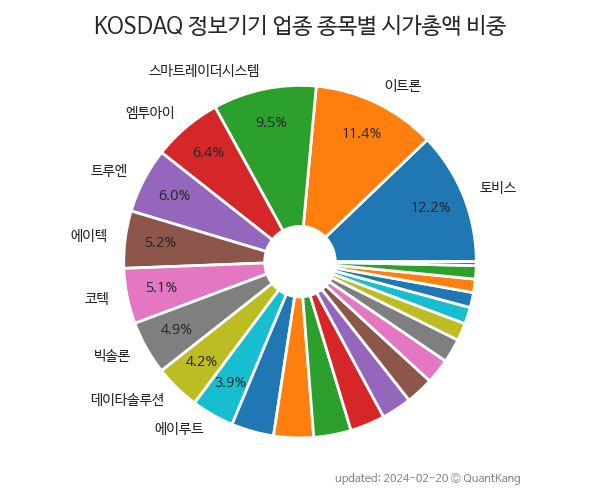 KOSDAQ 정보기기 업종 종목별 시가총액 비중
스마트레이더시스템
이트론
엠투아이
9.5%
11.4%
6.4%
트루엔
6.0%
토비스
12.2%
에이텍
5.2%
코텍
5.1%
빅솔론
4.9%
데이타솔루션
4.2%
3.9%
에이루트
updated: 2024-02-20 © QuantKang